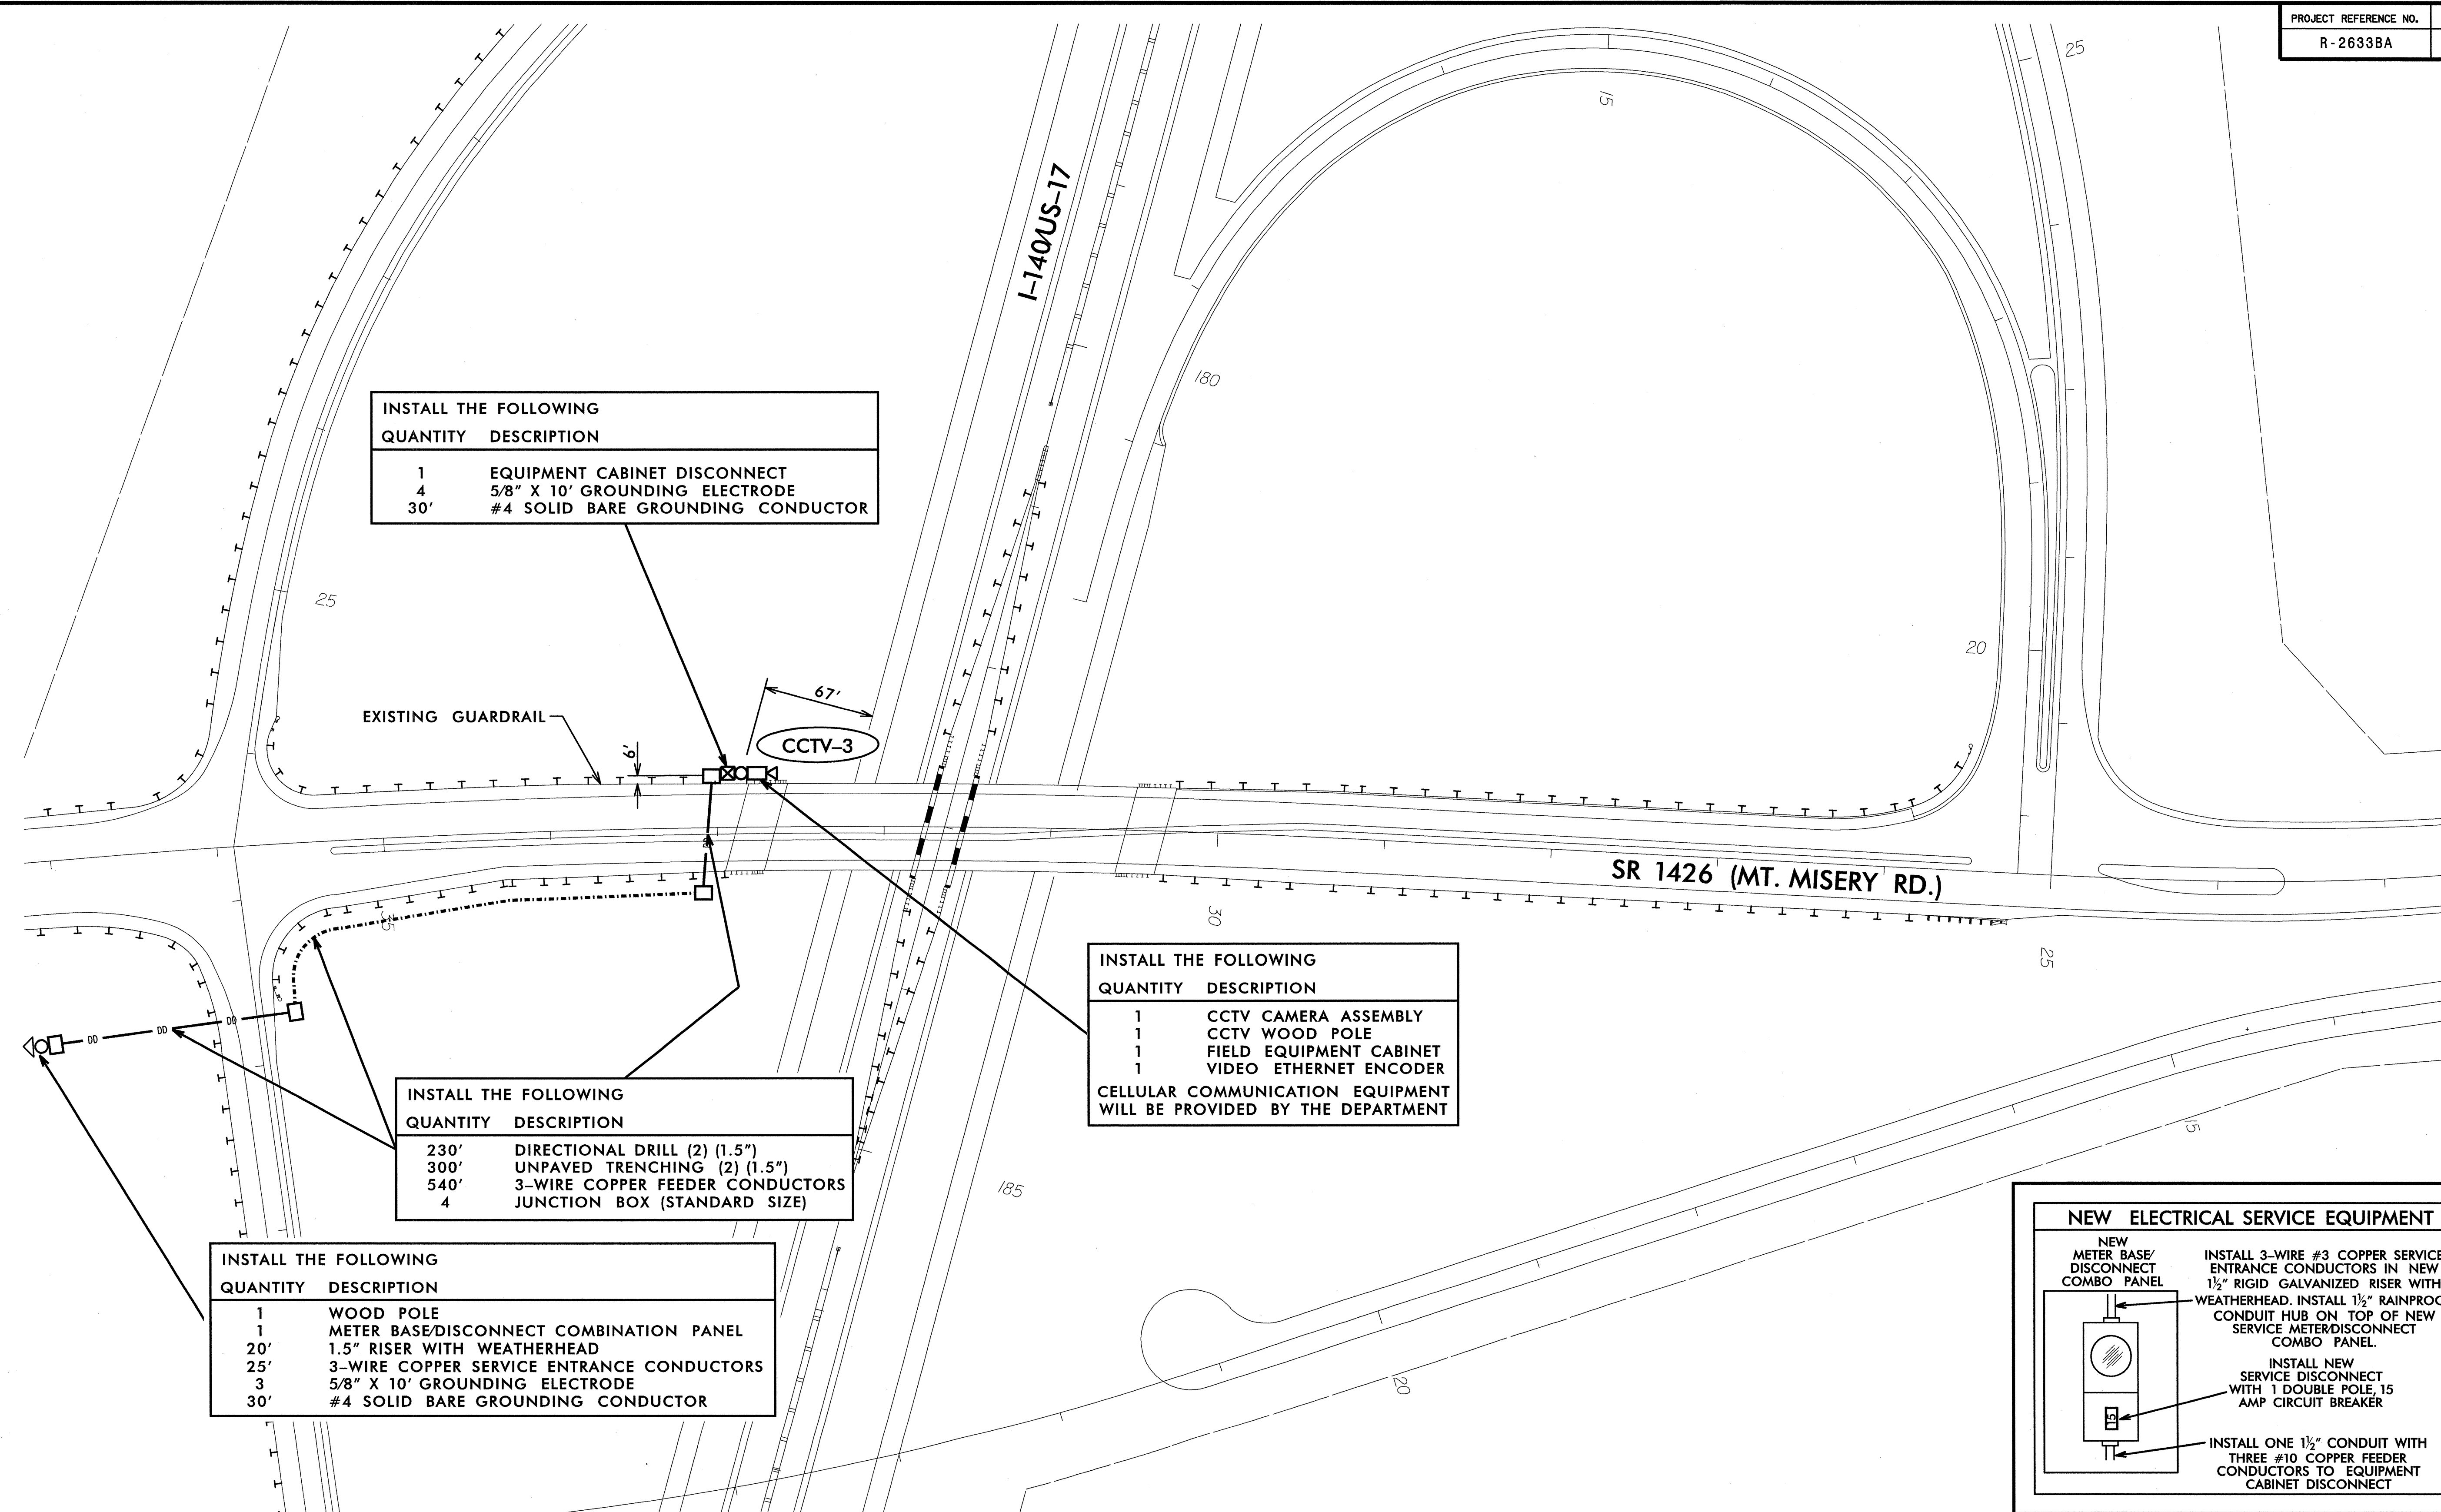 PROJECT REFERENCE NO.
R-2633BA
25
15
I-140/US-17
180
INSTALL THE FOLLOWING
QUANTITY DESCRIPTION
1 EQUIPMENT CABINET DISCONNECT
4 5/8" X 10' GROUNDING ELECTRODE
30' #4 SOLID BARE GROUNDING CONDUCTOR
25
20
67'
EXISTING GUARDRAIL
CCTV-3
6'
DD
SR 1426 (MT. MISERY RD.)
35
30
25
INSTALL THE FOLLOWING
QUANTITY DESCRIPTION
1 CCTV CAMERA ASSEMBLY
1 CCTV WOOD POLE
1 FIELD EQUIPMENT CABINET
1 VIDEO ETHERNET ENCODER
CELLULAR COMMUNICATION EQUIPMENT
WILL BE PROVIDED BY THE DEPARTMENT
DD DD DD
INSTALL THE FOLLOWING
QUANTITY DESCRIPTION
230' DIRECTIONAL DRILL (2) (1.5")
300' UNPAVED TRENCHING (2) (1.5")
540' 3-WIRE COPPER FEEDER CONDUCTORS
4 JUNCTION BOX (STANDARD SIZE)
15
185
INSTALL THE FOLLOWING
QUANTITY DESCRIPTION
1 WOOD POLE
1 METER BASE/DISCONNECT COMBINATION PANEL
20' 1.5" RISER WITH WEATHERHEAD
25' 3-WIRE COPPER SERVICE ENTRANCE CONDUCTORS
3 5/8" X 10' GROUNDING ELECTRODE
30' #4 SOLID BARE GROUNDING CONDUCTOR
20
NEW ELECTRICAL SERVICE EQUIPMENT
NEW
METER BASE/
DISCONNECT
COMBO PANEL
INSTALL 3-WIRE #3 COPPER SERVICE
ENTRANCE CONDUCTORS IN NEW
1½" RIGID GALVANIZED RISER WITH
WEATHERHEAD. INSTALL 1½" RAINPROO
CONDUIT HUB ON TOP OF NEW
SERVICE METER/DISCONNECT
COMBO PANEL.
INSTALL NEW
SERVICE DISCONNECT
WITH 1 DOUBLE POLE, 15
AMP CIRCUIT BREAKER
15
INSTALL ONE 1½" CONDUIT WITH
THREE #10 COPPER FEEDER
CONDUCTORS TO EQUIPMENT
CABINET DISCONNECT